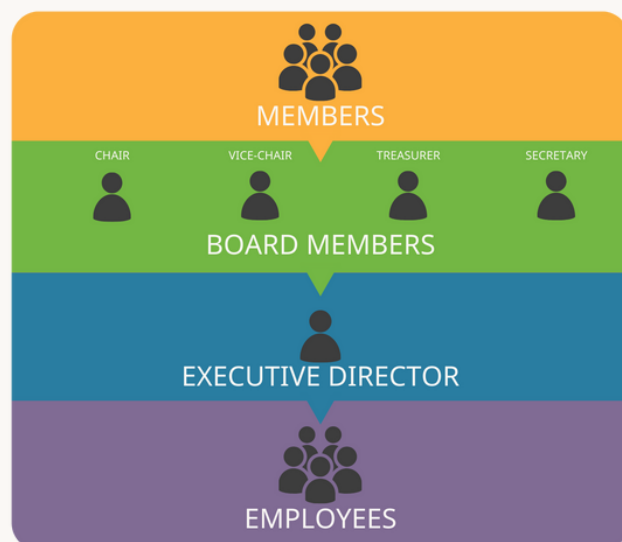 MEMBERS
CHAIR VICE-CHAIR TREASURER SECRETARY
BOARD MEMBERS
EXECUTIVE DIRECTOR
EMPLOYEES